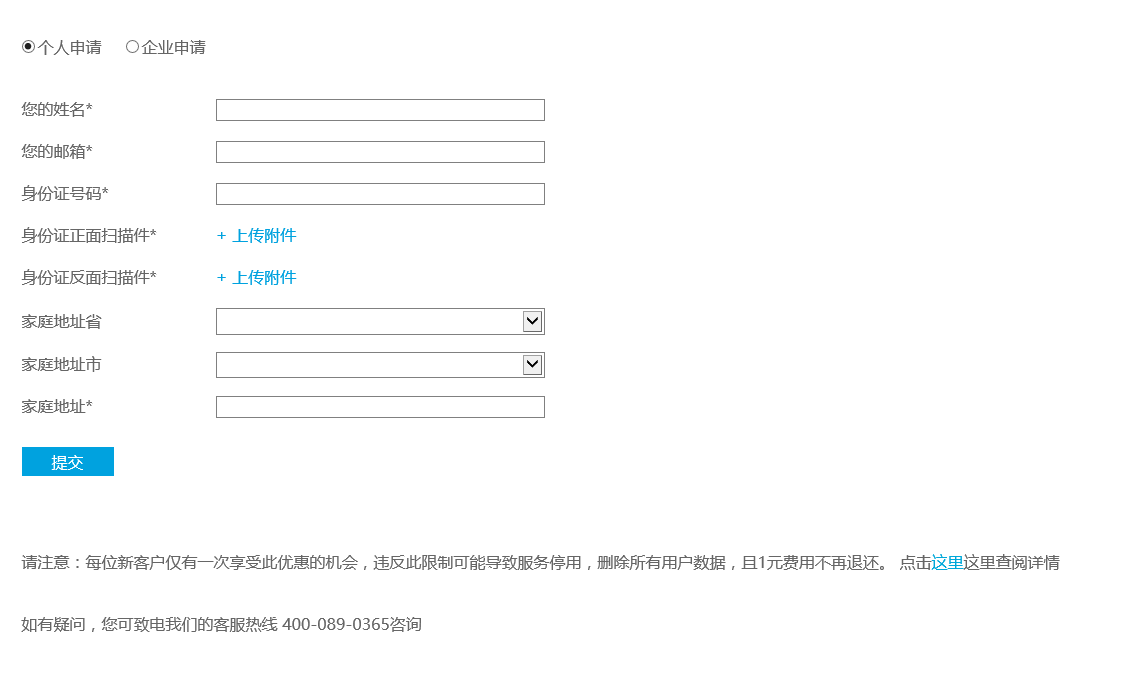 个人申请 企业申请
您的姓名*
您的邮箱*
身份证号码*
身份证正面扫描件* + 上传附件
身份证反面扫描件* + 上传附件
家庭地址省
家庭地址市
家庭地址*
提交
请注意：每位新客户仅有一次享受此优惠的机会，违反此限制可能导致服务停用，删除所有用户数据，且1元费用不再退还。 点击这里这里查阅详情
如有疑问，您可致电我们的客服热线 400-089-0365咨询